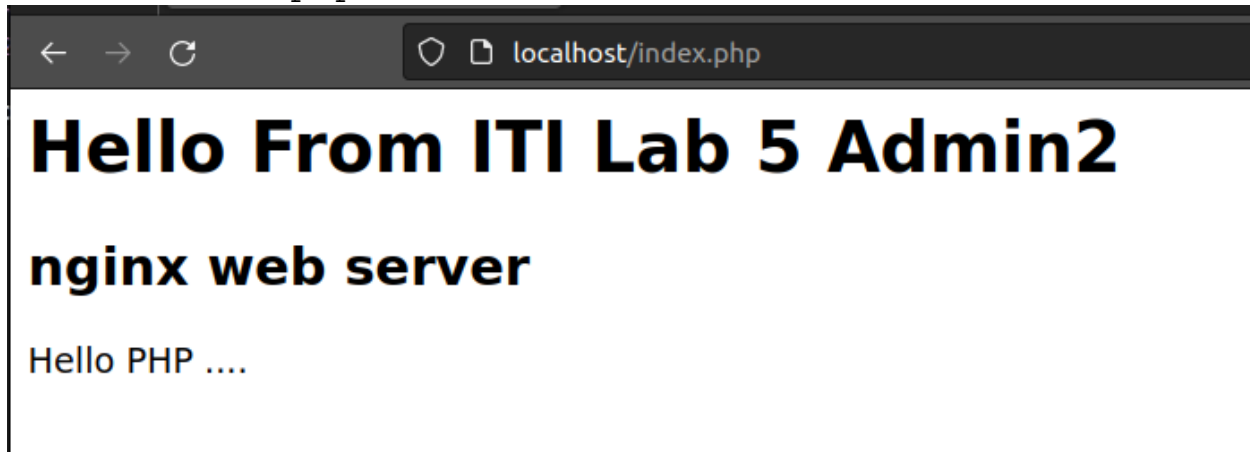 localhost/index.php
Hello From ITI Lab 5 Admin2
nginx web server
Hello PHP ....